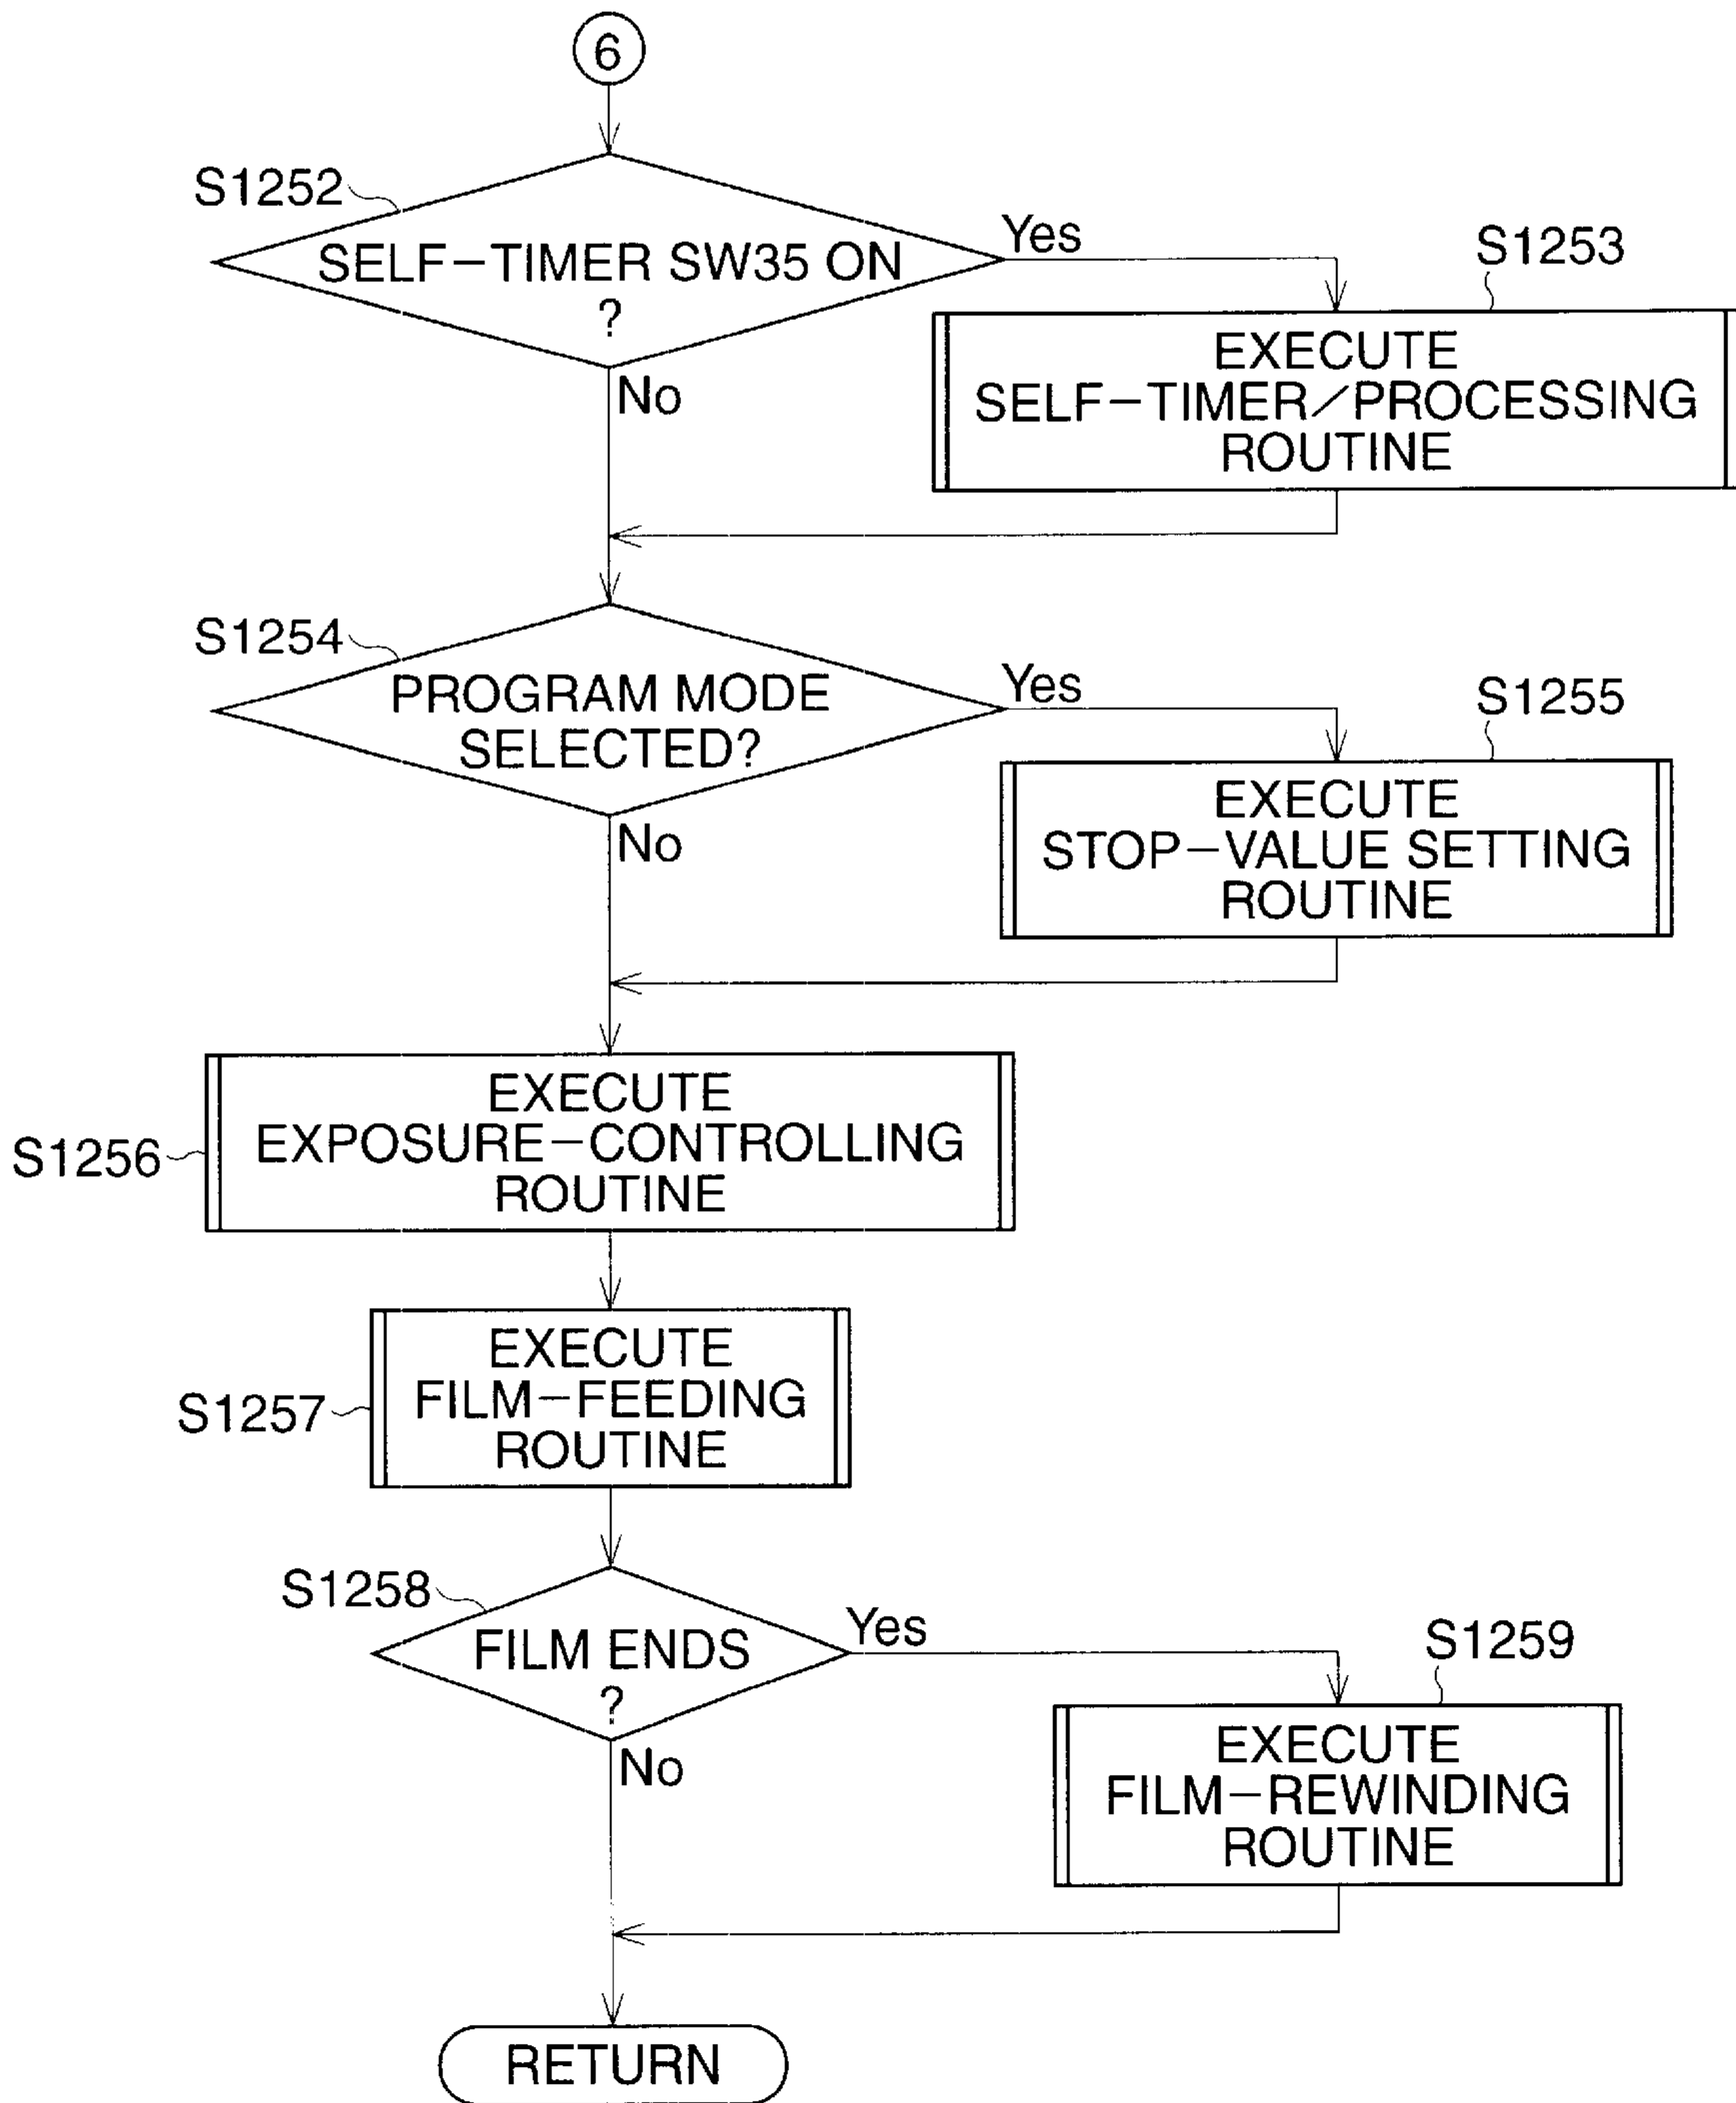 6
S1252
SELF-TIMER SW35 ON
?
Yes
No
S1253
EXECUTE
SELF-TIMER/PROCESSING
ROUTINE
S1254
PROGRAM MODE
SELECTED?
Yes
No
S1255
EXECUTE
STOP-VALUE SETTING
ROUTINE
S1256
EXECUTE
EXPOSURE-CONTROLLING
ROUTINE
S1257
EXECUTE
FILM-FEEDING
ROUTINE
S1258
FILM ENDS
?
Yes
No
S1259
EXECUTE
FILM-REWINDING
ROUTINE
RETURN